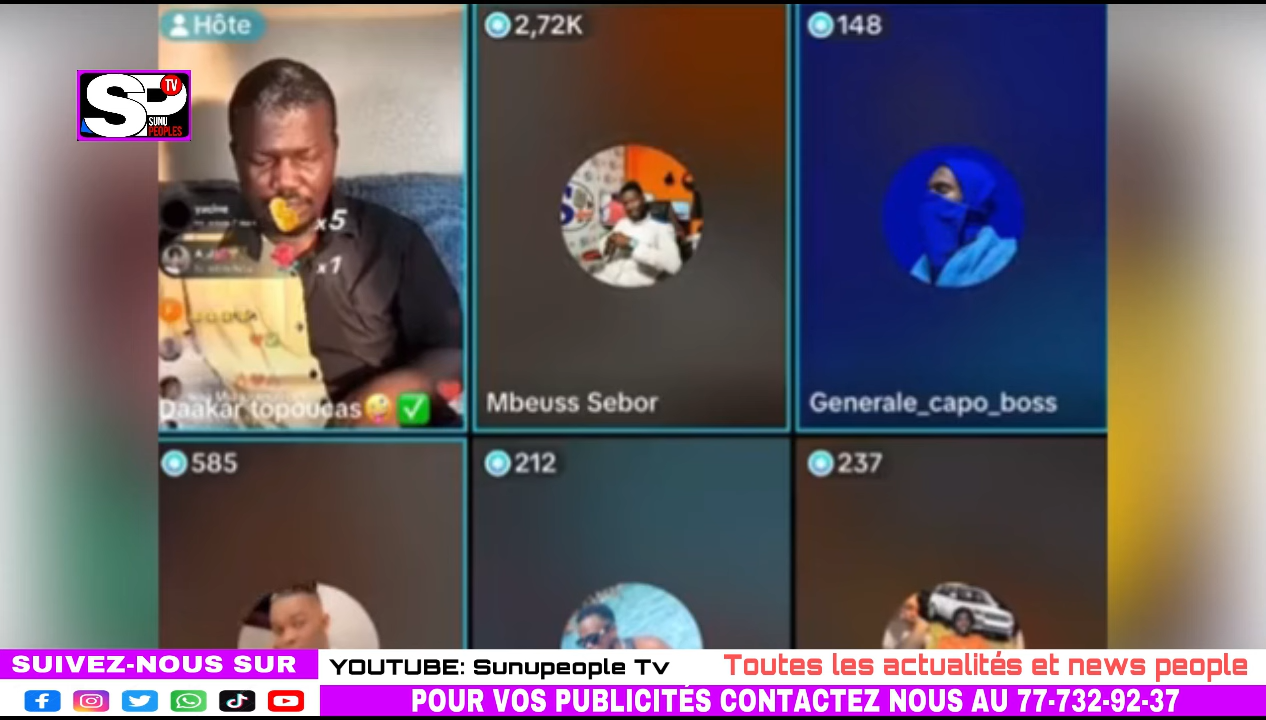 Hôte
2,72K
148
SP
TV
SUNU
PEOPLES
x5
x1
Daakar topoucas
Mbeuss Sebor
Generale_capo_boss
585
212
237
SUIVEZ-NOUS SUR
YOUTUBE: Sunupeople Tv
Toutes les actualités et news people
POUR VOS PUBLICITÉS CONTACTEZ NOUS AU 77-732-92-37